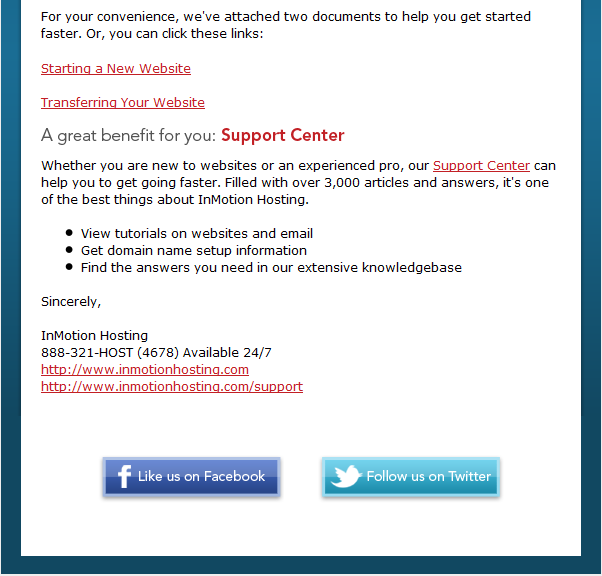 For your convenience, we've attached two documents to help you get started
faster. Or, you can click these links:
Starting a New Website
Transferring Your Website
A great benefit for you: Support Center
Whether you are new to websites or an experienced pro, our Support Center can
help you to get going faster. Filled with over 3,000 articles and answers, it's one
of the best things about InMotion Hosting.
• View tutorials on websites and email
• Get domain name setup information
• Find the answers you need in our extensive knowledgebase
Sincerely,
InMotion Hosting
888-321-HOST (4678) Available 24/7
http://www.inmotionhosting.com
http://www.inmotionhosting.com/support
f Like us on Facebook
Follow us on Twitter